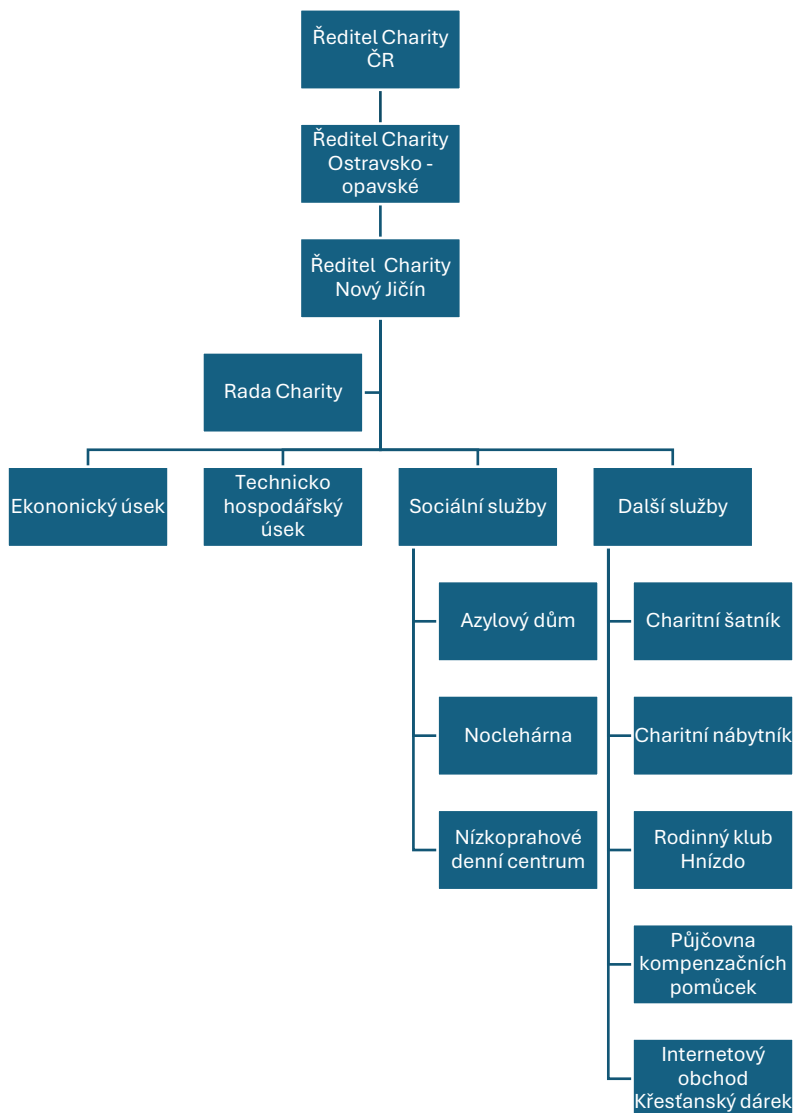 Ředitel Charity
ČR
Ředitel Charity
Ostravsko -
opavské
Ředitel  Charity
Nový Jičín
Rada Charity
Ekononický úsek
Technicko
hospodářský
úsek
Sociální služby
Další služby
Azylový dům
Noclehárna
Nízkoprahové
denní centrum
Charitní šatník
Charitní nábytník
Rodinný klub
Hnízdo
Půjčovna
kompenzačních
pomůcek
Internetový
obchod
Křesťanský dárek